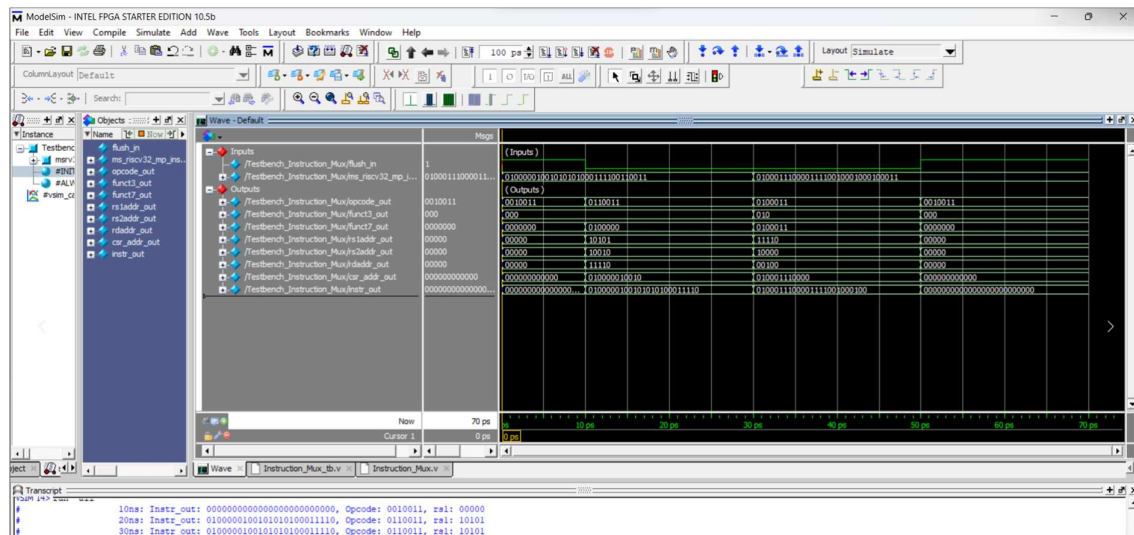 ModelSim - INTEL FPGA STARTER EDITION 10.5b
File Edit View Compile Simulate Add Wave Tools Layout Bookmarks Window Help
100 ps
Layout Simulate
ColumnLayout Default
ALL
Search:
Objects
Wave - Default
Instance
Name
Now
Msgs
Testbenc
msrv
#INIT
#ALW
#vsim_ca
flush_in
ms_riscv32_mp_ins...
opcode_out
funct3_out
funct7_out
rs1addr_out
rs2addr_out
rdaddr_out
csr_addr_out
instr_out
Inputs (Inputs)
/Testbench_Instruction_Mux/flush_in 1
/Testbench_Instruction_Mux/ms_riscv32_mp_i... 01000111000011...
Outputs (Outputs)
/Testbench_Instruction_Mux/opcode_out 0010011 0010011 0110011 0100011 0010011
/Testbench_Instruction_Mux/funct3_out 000 000 010 000
/Testbench_Instruction_Mux/funct7_out 0000000 0000000 0100000 0100011 0000000
/Testbench_Instruction_Mux/rs1addr_out 00000 00000 10101 11110 00000
/Testbench_Instruction_Mux/rs2addr_out 00000 00000 10010 10000 00000
/Testbench_Instruction_Mux/rdaddr_out 00000 00000 11110 00100 00000
/Testbench_Instruction_Mux/csr_addr_out 000000000000 000000000000 010000010010 010001110000 000000000000
/Testbench_Instruction_Mux/instr_out 00000000000000... 0100000100101010100011110 0100011100001111001000100 0000000000000000000000000
Now 70 ps
10 ps 20 ps 30 ps 40 ps 50 ps 60 ps 70 ps
Cursor 1 0 ps 0 ps
Wave Instruction_Mux_tb.v Instruction_Mux.v
Transcript
# 10ns: Instr_out: 0000000000000000000000000, Opcode: 0010011, rs1: 00000
# 20ns: Instr_out: 0100000100101010100011110, Opcode: 0110011, rs1: 10101
# 30ns: Instr_out: 0100000100101010100011110, Opcode: 0110011, rs1: 10101